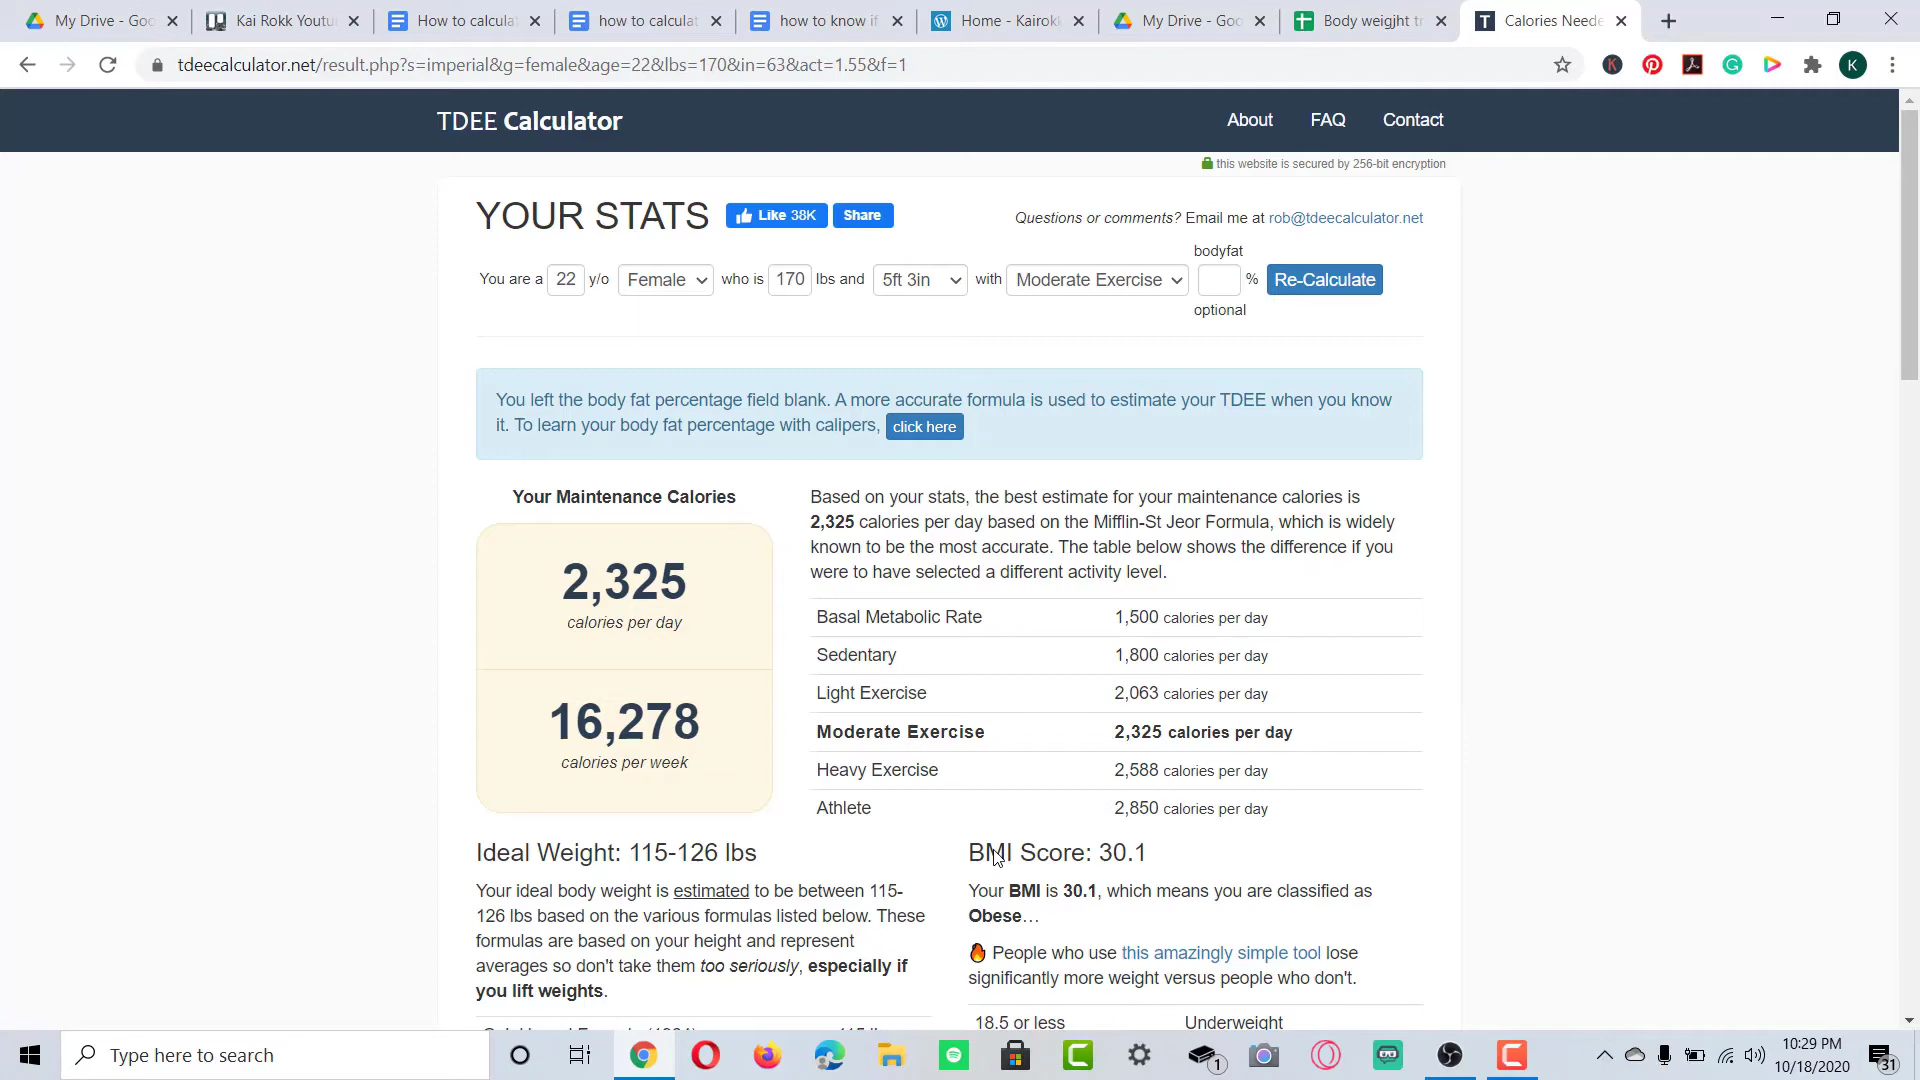 My Drive - Goo
Kai Rokk Youtu
How to calculat
how to calculat
how to know if
Home - Kairokk
My Drive - Goo
Body weigjht tr
Calories Neede
tdeecalculator.net/result.php?s=imperial&g=female&age=22&lbs=170&in=63&act=1.55&f=1
K
TDEE Calculator
About FAQ Contact
this website is secured by 256-bit encryption
YOUR STATS
Like 38K
Share
Questions or comments? Email me at rob@tdeecalculator.net
bodyfat
You are a 22 y/o Female who is 170 lbs and 5ft 3in with Moderate Exercise % Re-Calculate
optional
You left the body fat percentage field blank. A more accurate formula is used to estimate your TDEE when you know
it. To learn your body fat percentage with calipers, click here
Your Maintenance Calories
2,325
calories per day
16,278
calories per week
Based on your stats, the best estimate for your maintenance calories is
2,325 calories per day based on the Mifflin-St Jeor Formula, which is widely
known to be the most accurate. The table below shows the difference if you
were to have selected a different activity level.
Basal Metabolic Rate 1,500 calories per day
Sedentary 1,800 calories per day
Light Exercise 2,063 calories per day
Moderate Exercise 2,325 calories per day
Heavy Exercise 2,588 calories per day
Athlete 2,850 calories per day
Ideal Weight: 115-126 lbs
Your ideal body weight is estimated to be between 115-
126 lbs based on the various formulas listed below. These
formulas are based on your height and represent
averages so don't take them too seriously, especially if
you lift weights.
BMI Score: 30.1
Your BMI is 30.1, which means you are classified as
Obese…
People who use this amazingly simple tool lose
significantly more weight versus people who don't.
18.5 or less Underweight
Type here to search
1
10:29 PM
10/18/2020
31